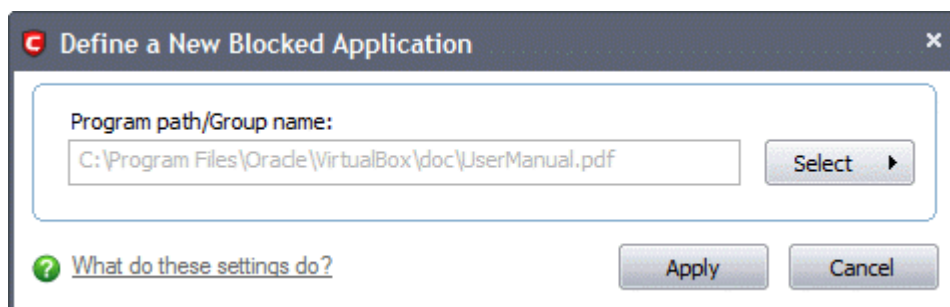 Define a New Blocked Application
Program path/Group name:
C:\Program Files\Oracle\VirtualBox\doc\UserManual.pdf
Select
What do these settings do?
Apply
Cancel